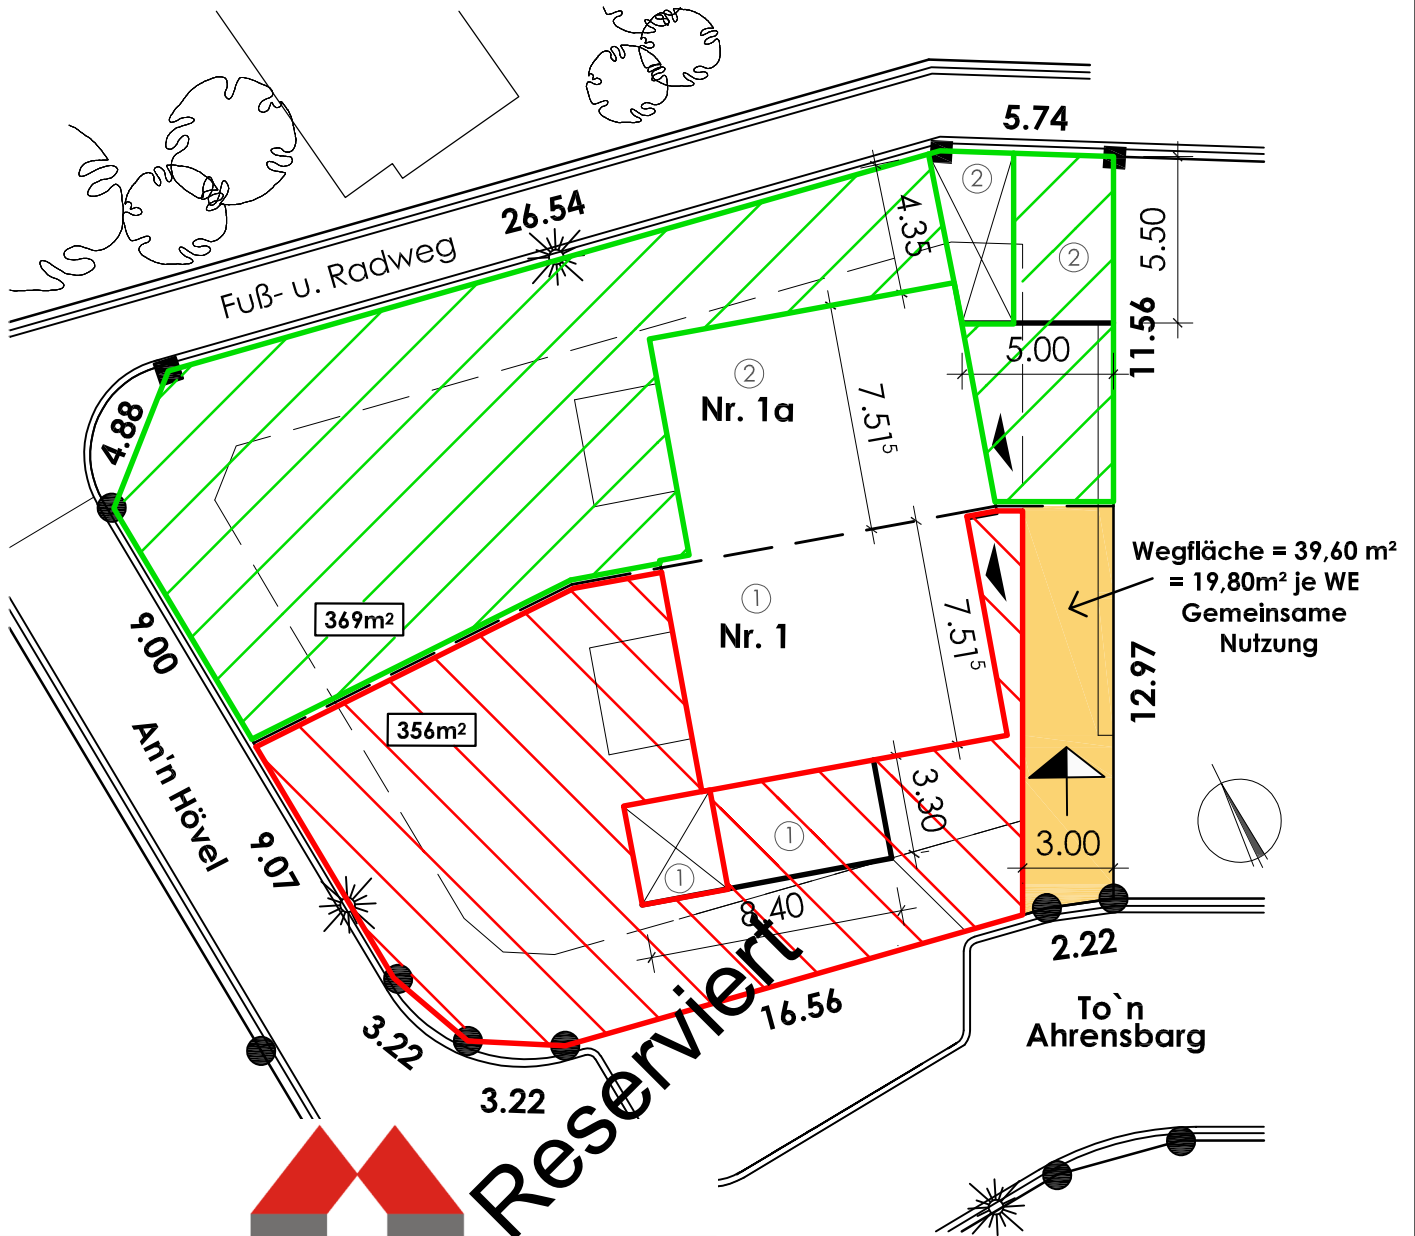 5.74
26.54
Fuß- u. Radweg
2
4.35
2
5.50
11.56
5.00
4.88
2
Nr. 1a
7.51⁵
Wegfläche = 39,60 m²
= 19,80m² je WE
Gemeinsame
Nutzung
369m²
9.00
1
Nr. 1
7.51⁵
12.97
356m²
An'n Hövel
9.07
3.30
1
1
3.00
8.40
2.22
16.56
To`n
Ahrensbarg
3.22
3.22
Reserviert